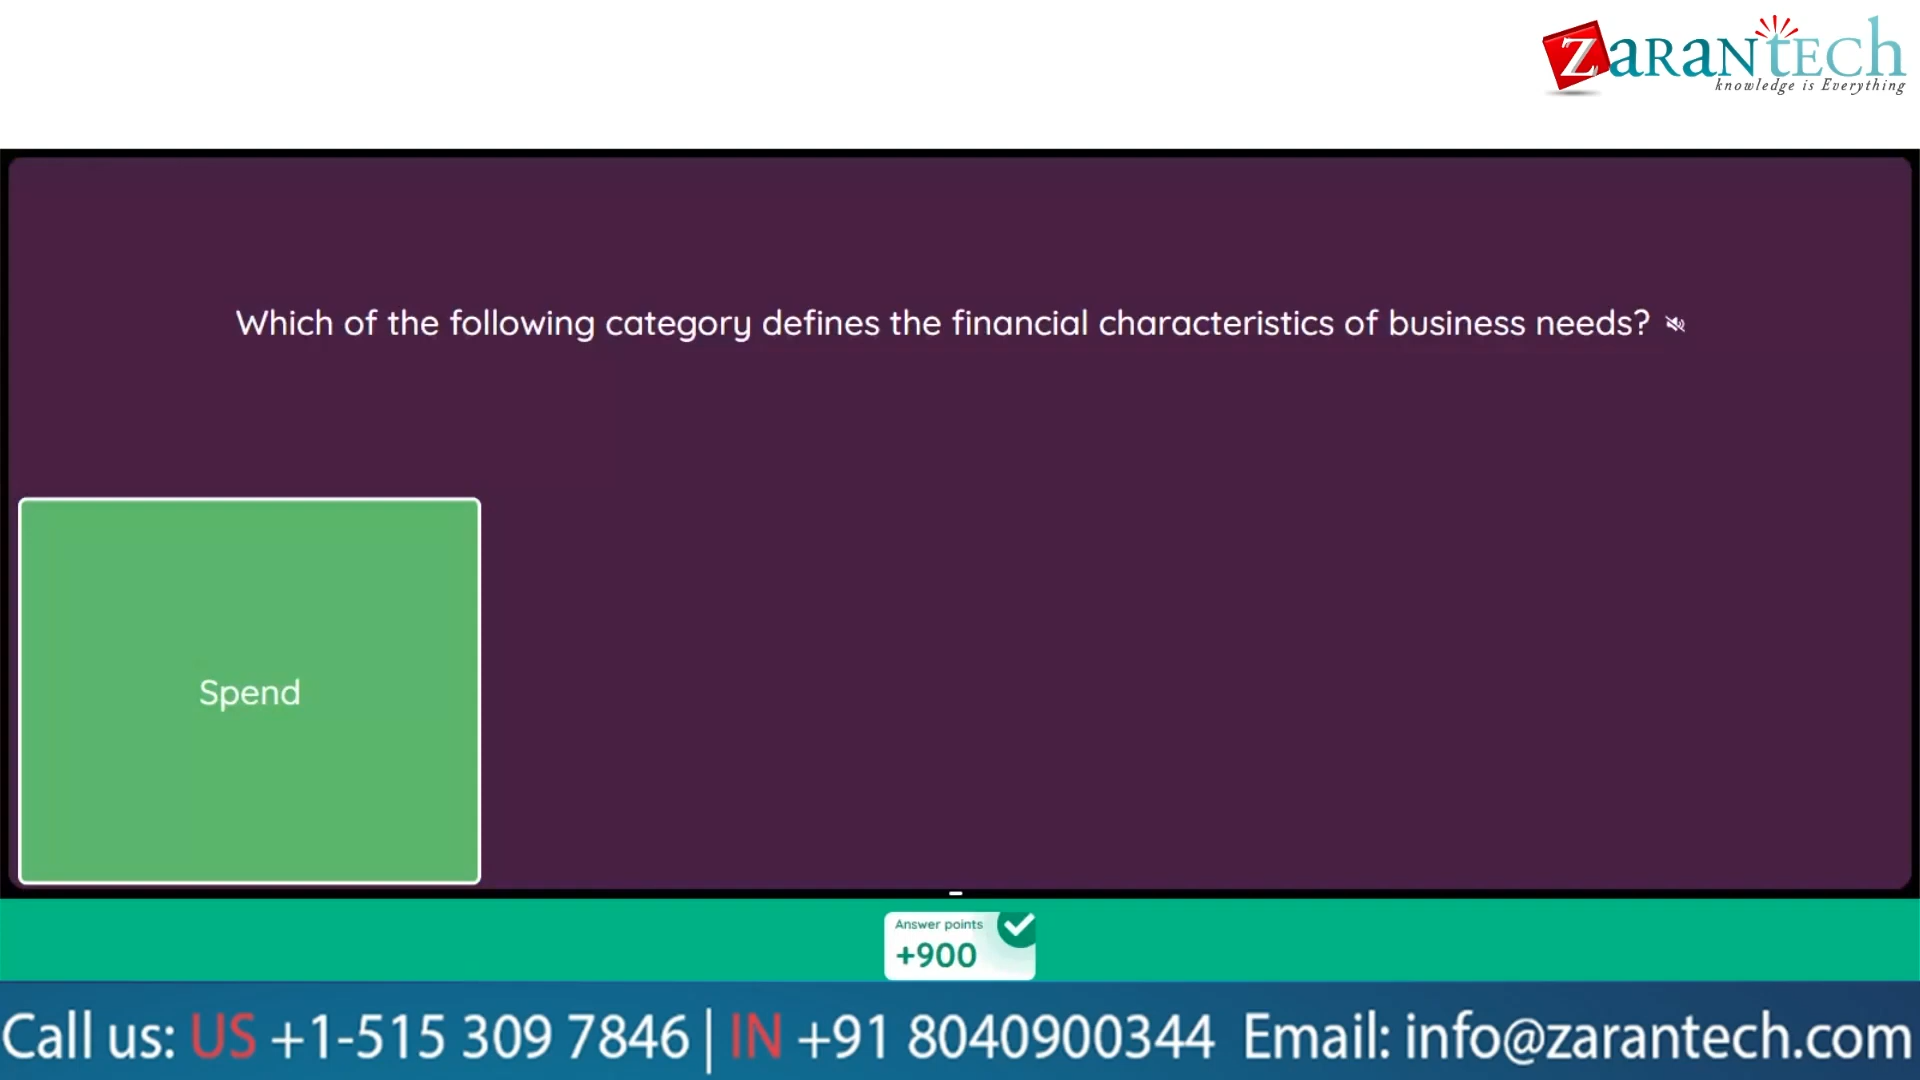 ZARANTECH
knowledge is Everything
Which of the following category defines the financial characteristics of business needs?
Spend
Answer points
+900
Call us: US +1-515 309 7846 | IN +91 8040900344 Email: info@zarantech.com